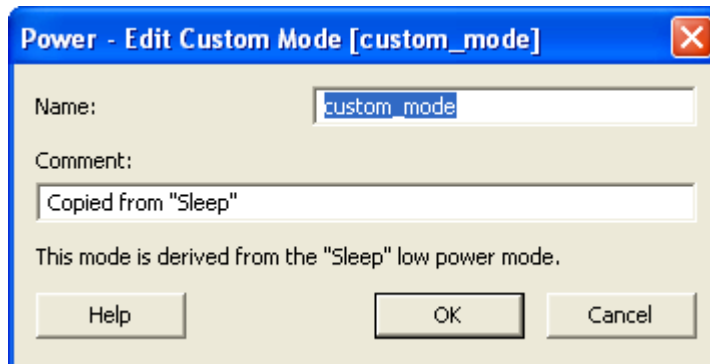 Power - Edit Custom Mode [custom_mode]
Name:
custom_mode
Comment:
Copied from "Sleep"
This mode is derived from the "Sleep" low power mode.
Help
OK
Cancel